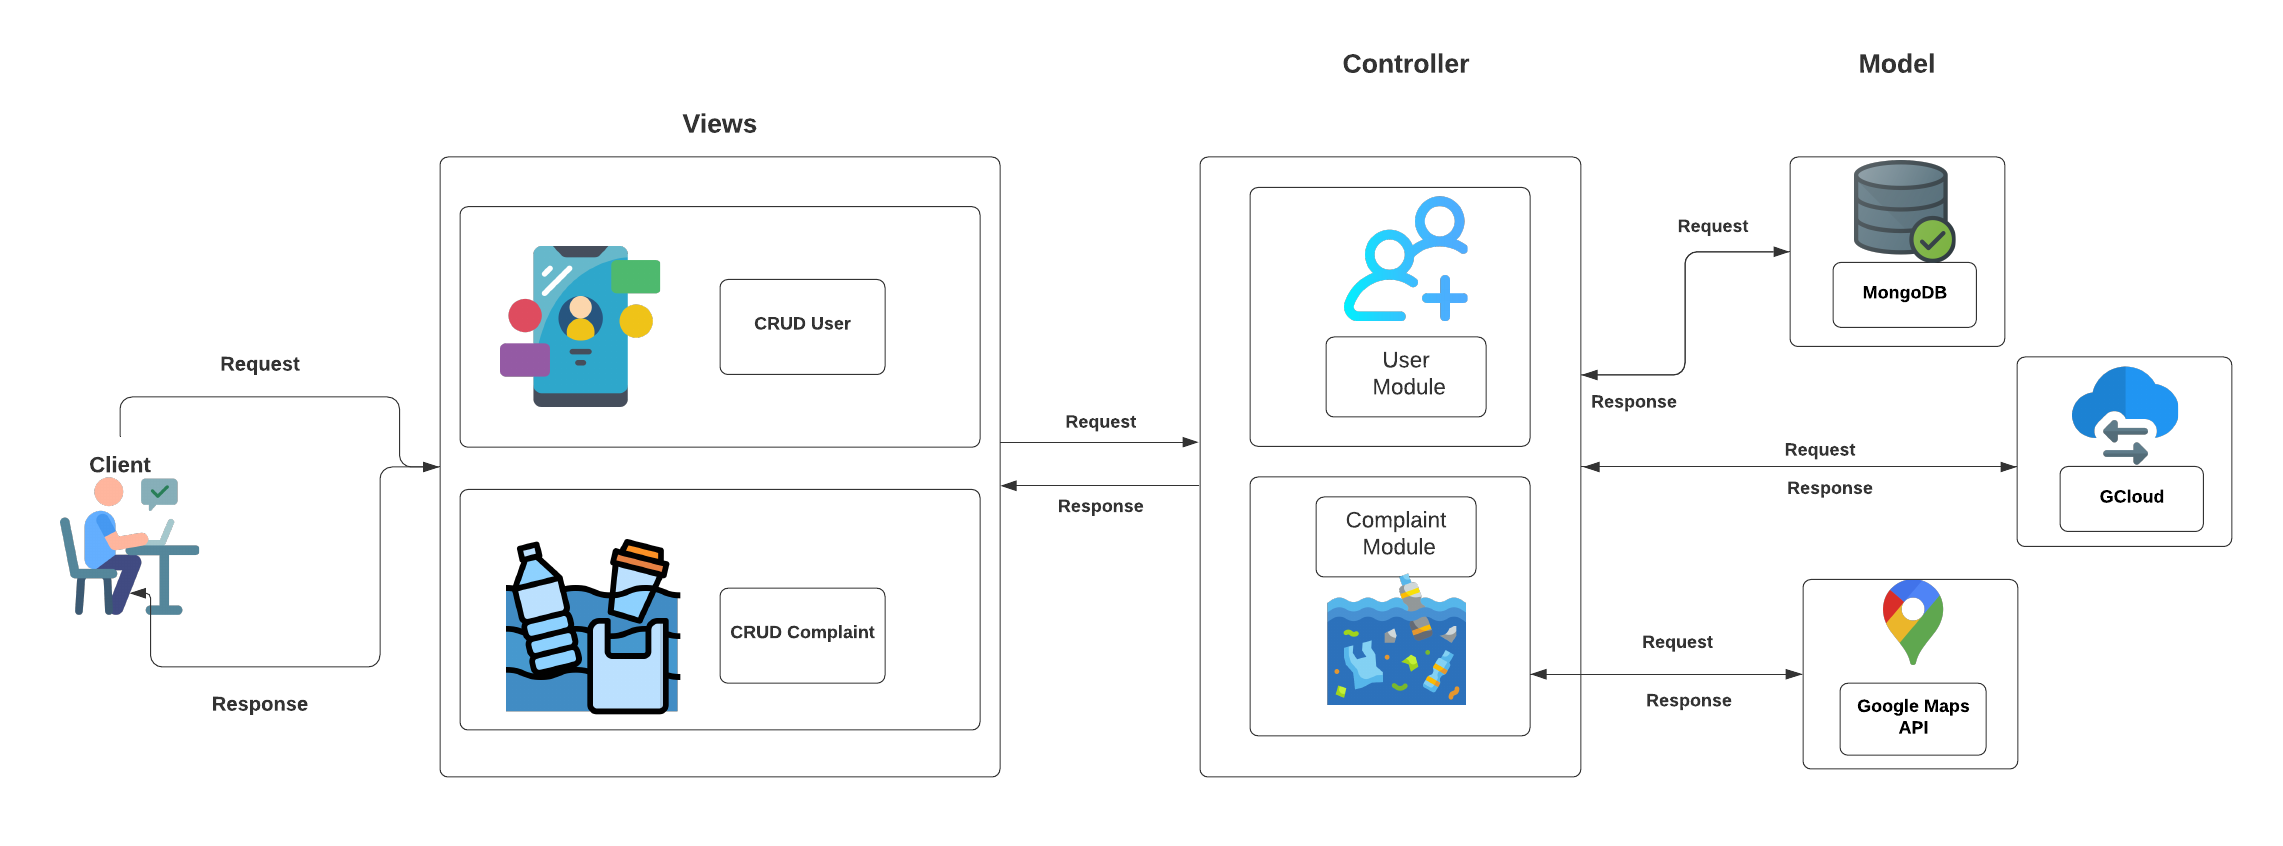 Controller
Model
Views
Request
Client
Response
CRUD User
CRUD Complaint
Request
Response
User
Module
Complaint
Module
Request
Response
Request
Response
Request
Response
MongoDB
GCloud
Google Maps
API